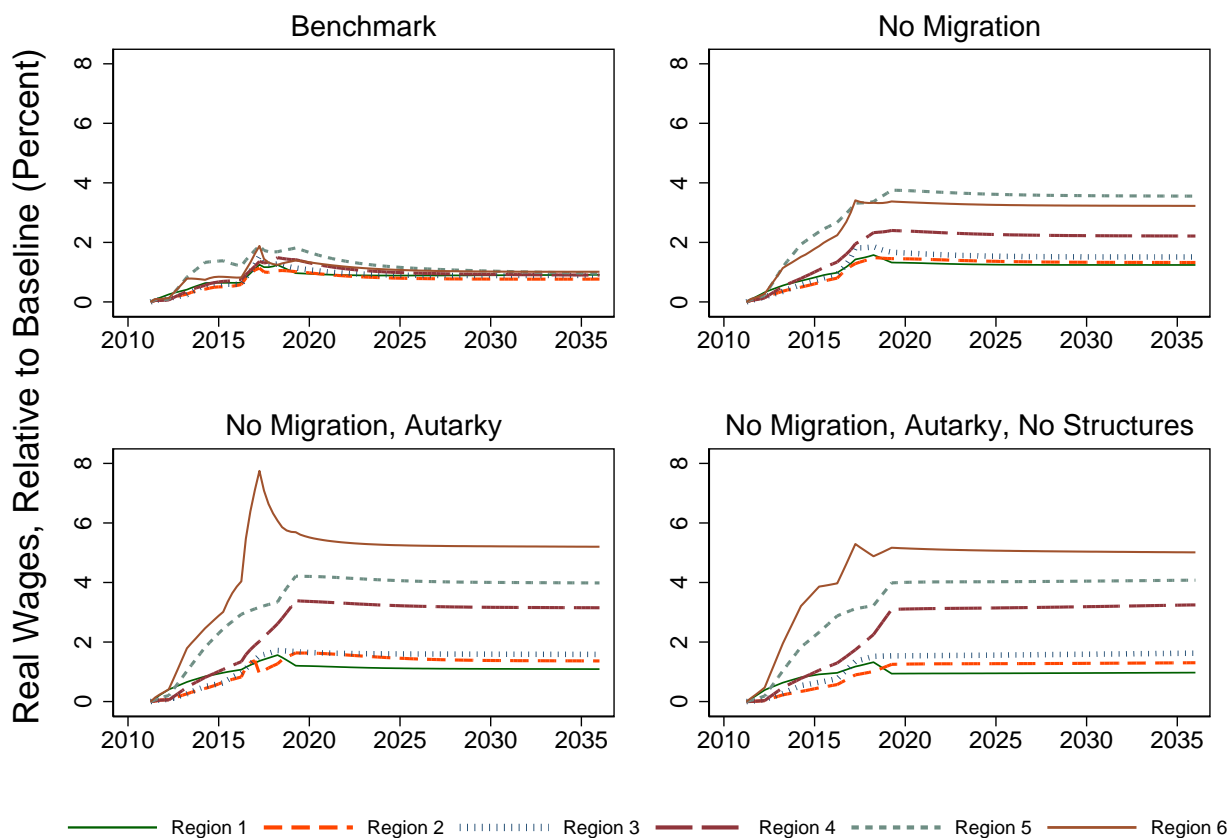 Real Wages, Relative to Baseline (Percent)
Benchmark
8
6
4
2
0
2010 2015 2020 2025 2030 2035
No Migration
8
6
4
2
0
2010 2015 2020 2025 2030 2035
No Migration, Autarky
8
6
4
2
0
2010 2015 2020 2025 2030 2035
No Migration, Autarky, No Structures
8
6
4
2
0
2010 2015 2020 2025 2030 2035
Region 1 Region 2 Region 3 Region 4 Region 5 Region 6